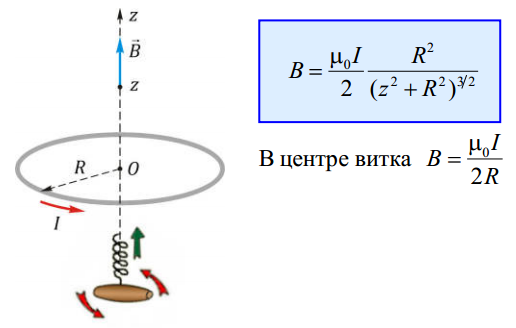 z
B⃗
z
R
O
I
B = μ₀I/2 R²/(z² + R²)^3/2
В центре витка B = μ₀I/2R